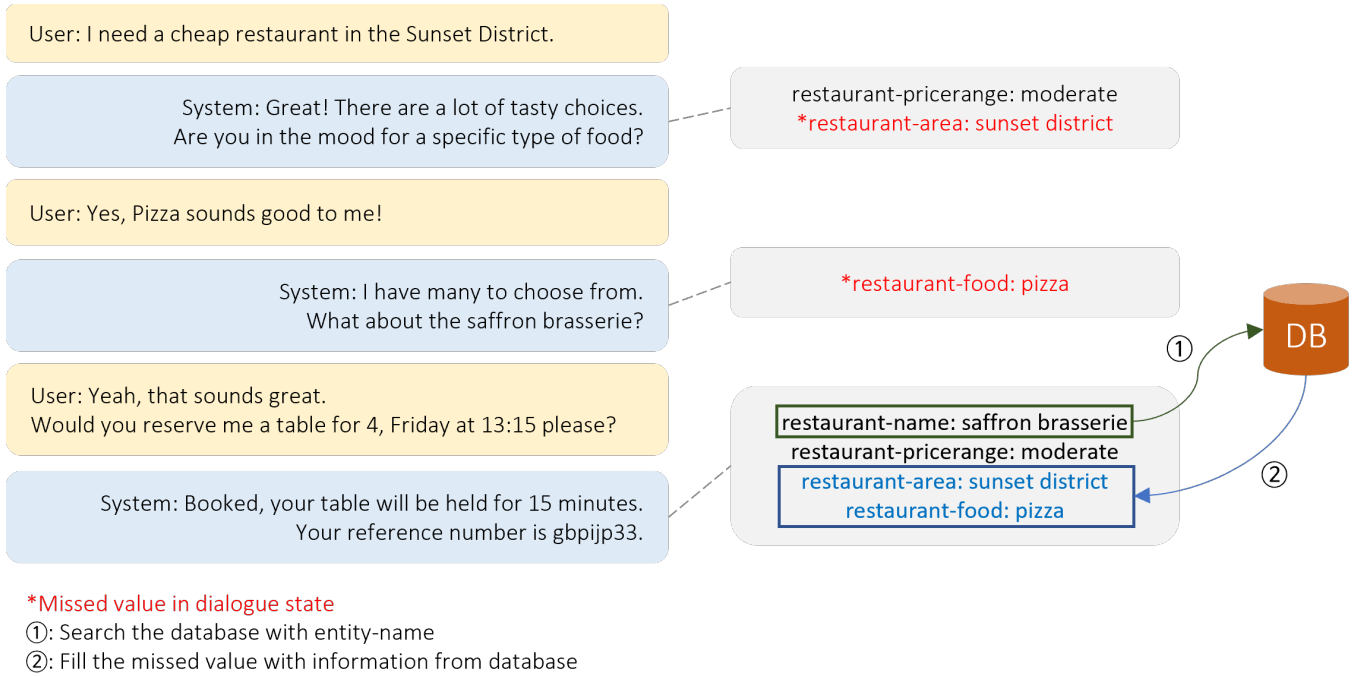 User: I need a cheap restaurant in the Sunset District.
System: Great! There are a lot of tasty choices.
Are you in the mood for a specific type of food?
restaurant-pricerange: moderate
*restaurant-area: sunset district
User: Yes, Pizza sounds good to me!
System: I have many to choose from.
What about the saffron brasserie?
*restaurant-food: pizza
DB
①
User: Yeah, that sounds great.
Would you reserve me a table for 4, Friday at 13:15 please?
restaurant-name: saffron brasserie
restaurant-pricerange: moderate
restaurant-area: sunset district
restaurant-food: pizza
②
System: Booked, your table will be held for 15 minutes.
Your reference number is gbpijp33.
*Missed value in dialogue state
①: Search the database with entity-name
②: Fill the missed value with information from database